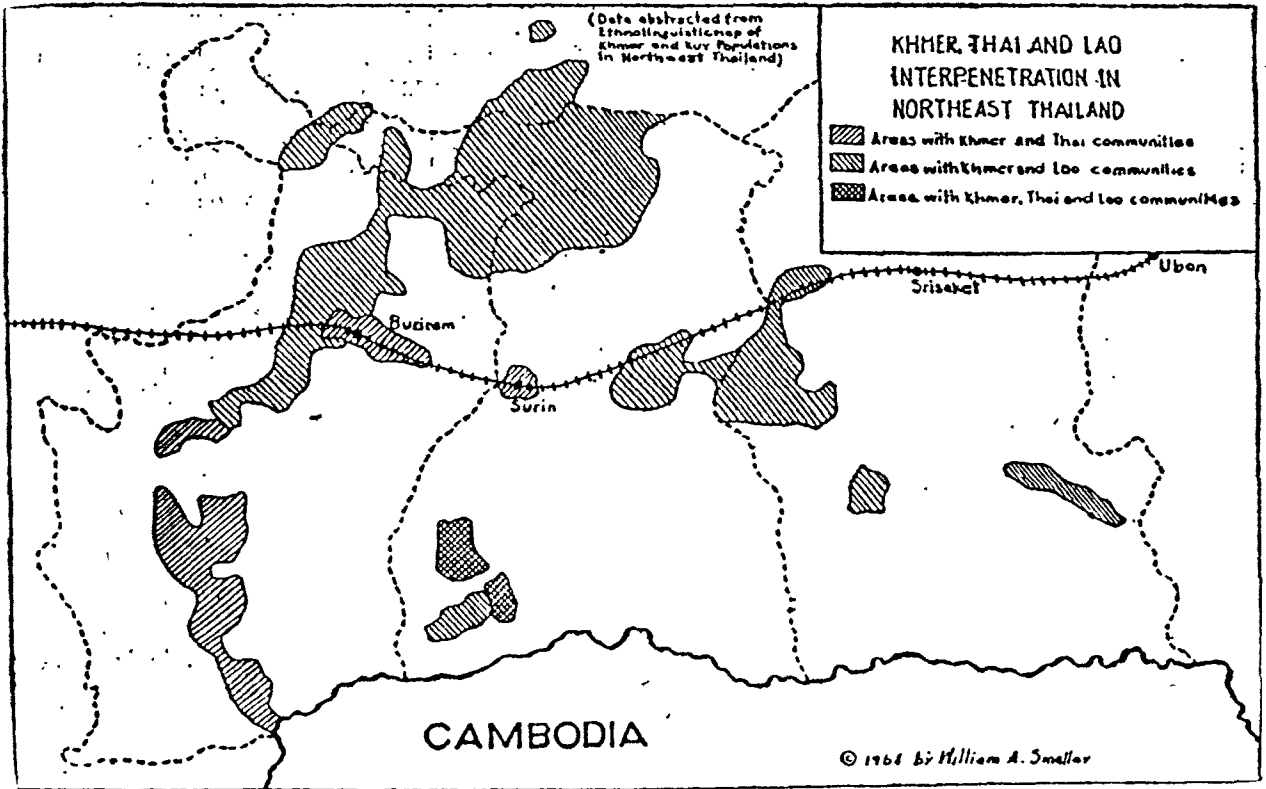 (Data abstracted from
Ethnolinguistic map of
Khmer and Kuy Populations
in Northwest Thailand)
KHMER, THAI AND LAO
INTERPENETRATION IN
NORTHEAST THAILAND
Areas with Khmer and Thai communities
Areas with Khmer and Lao communities
Areas with Khmer, Thai and Lao communities
Ubon
Srisaket
Buriram
Surin
CAMBODIA
© 1968 by William A. Smalley